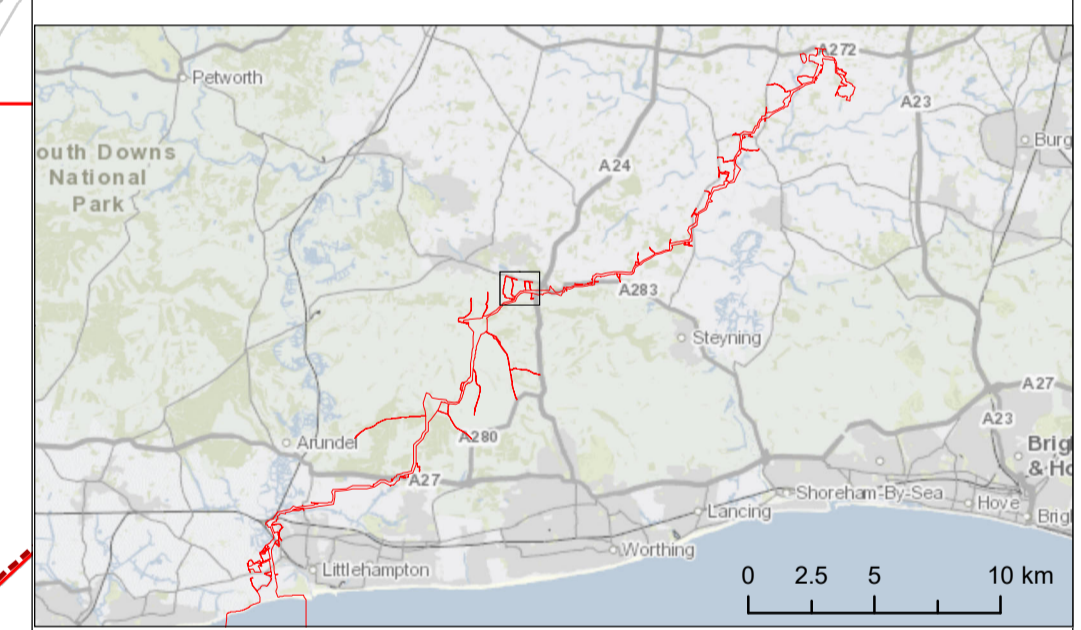 A272
Petworth
A23
Burg
outh Downs
National
Park
A24
A283
Steyning
A27
A23
Arundel
A280
Brig
& Ho
A27
Shoreham-By-Sea
Hove
Lancing
Brig
Worthing
Littlehampton
0 2.5 5 10 km